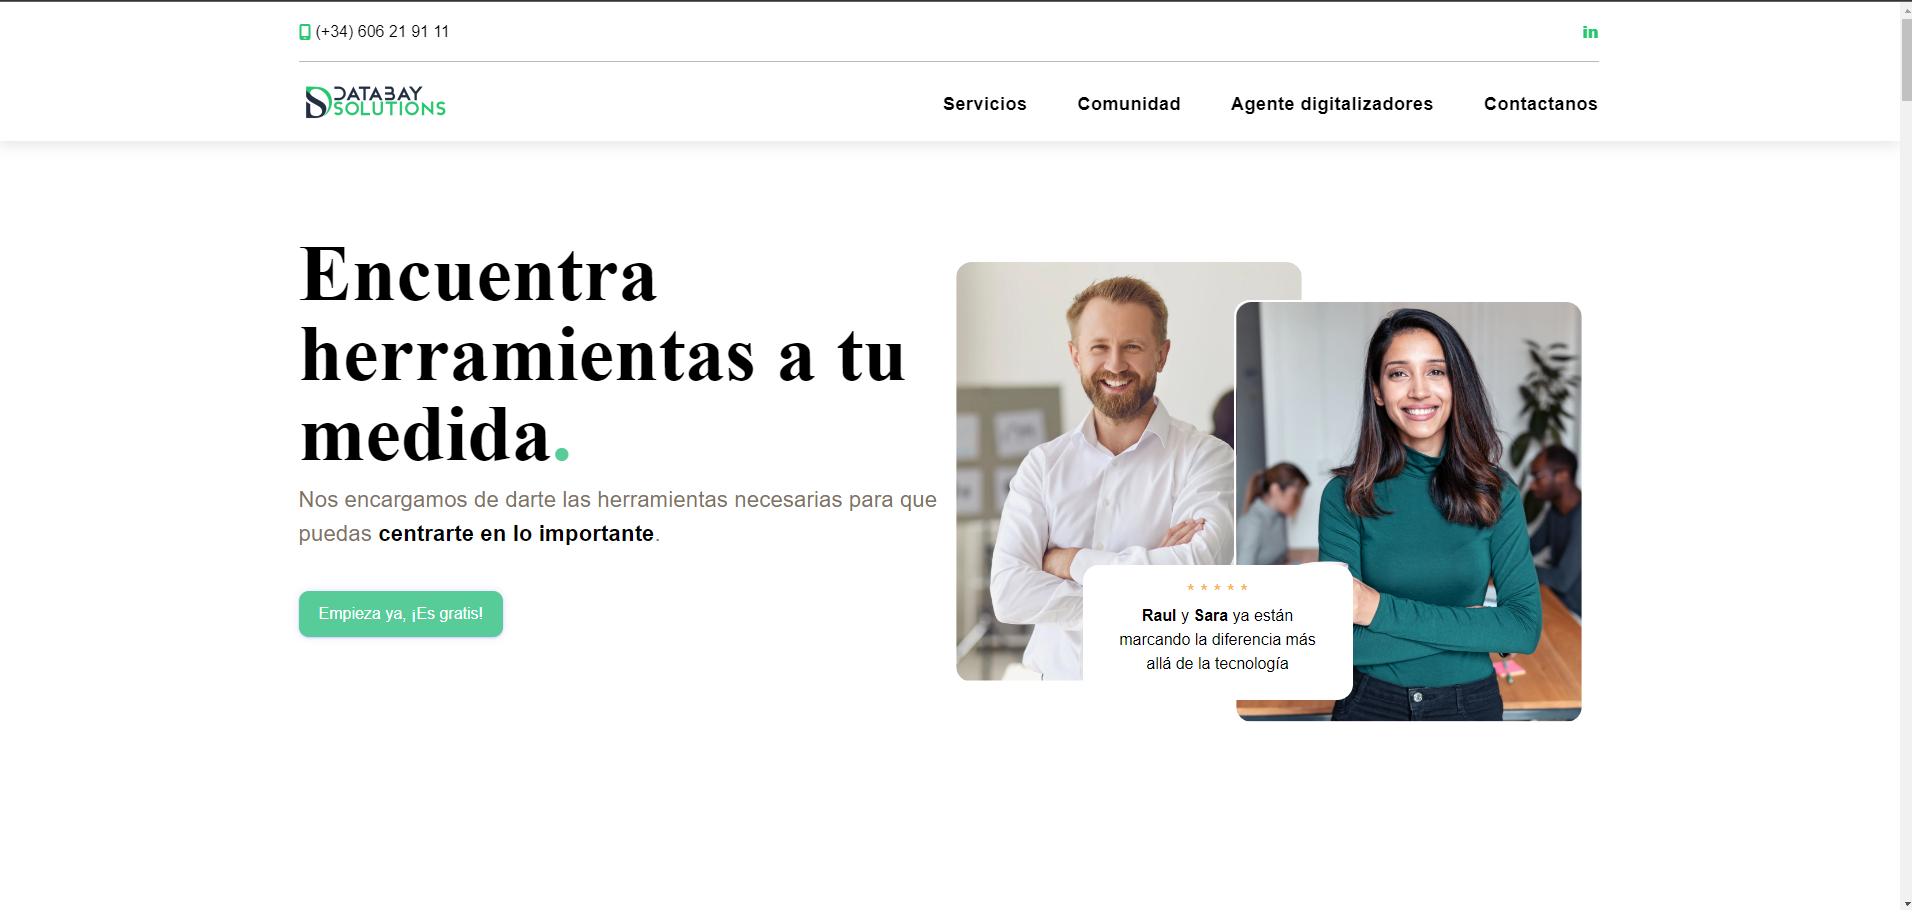 (+34) 606 21 91 11
in
DATABAY
SOLUTIONS
Servicios
Comunidad
Agente digitalizadores
Contactanos
Encuentra
herramientas a tu
medida.
Nos encargamos de darte las herramientas necesarias para que
puedas centrarte en lo importante.
Empieza ya, ¡Es gratis!
★ ★ ★ ★ ★
Raul y Sara ya están
marcando la diferencia más
allá de la tecnología